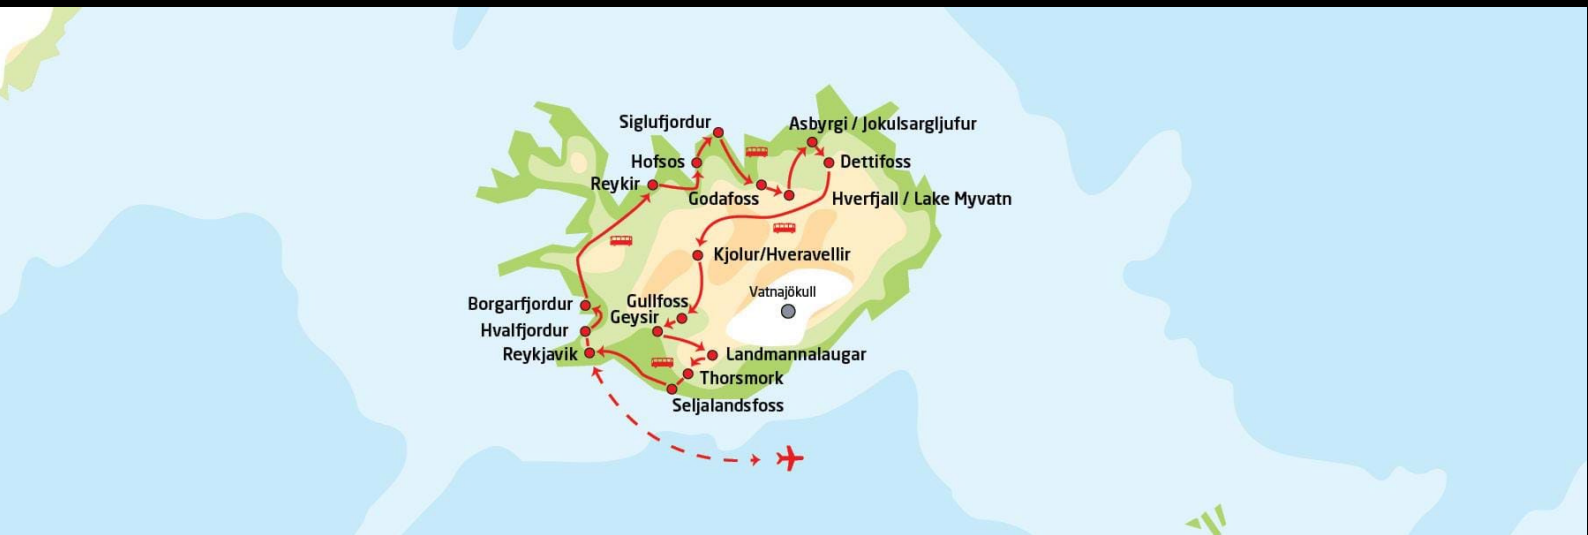 Siglufjordur
Asbyrgi / Jokulsargljufur
Hofsos
Dettifoss
Reykir
Godafoss
Hverfjall / Lake Myvatn
Kjolur/Hveravellir
Vatnajökull
Borgarfjordur
Gullfoss
Geysir
Hvalfjordur
Reykjavik
Landmannalaugar
Thorsmork
Seljalandsfoss